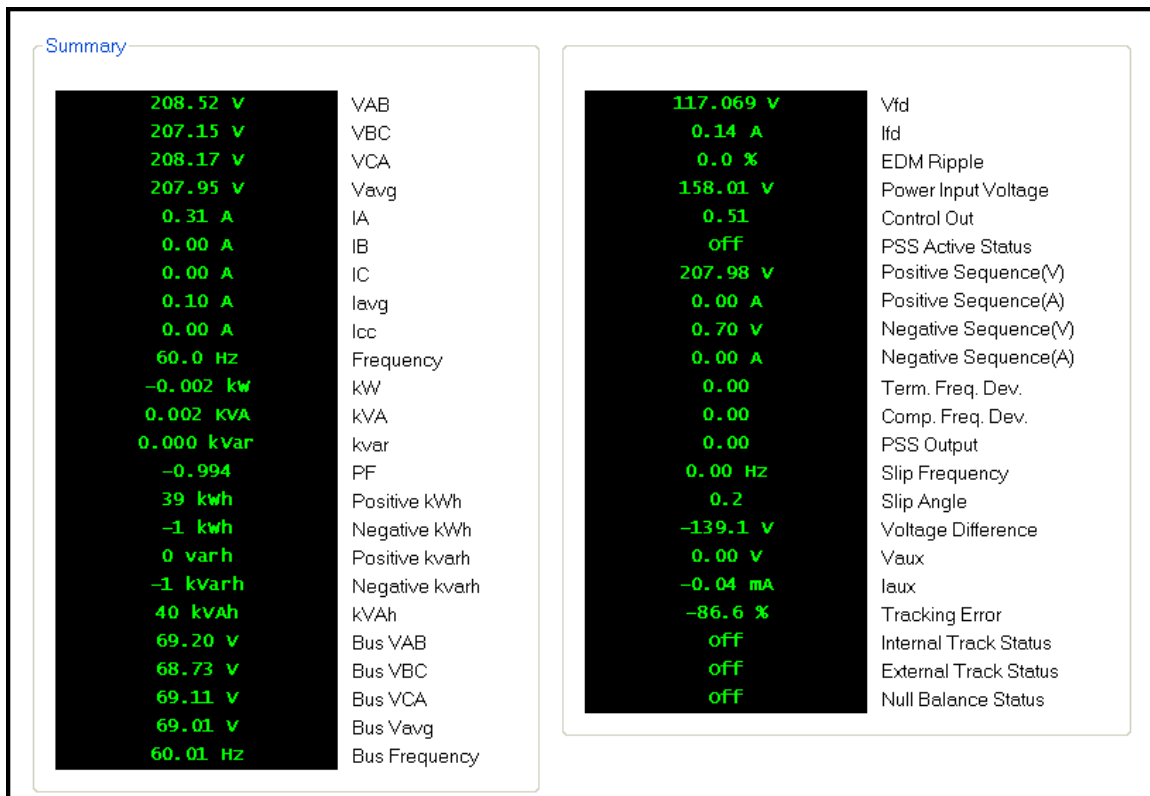 Summary
208.52 V VAB
207.15 V VBC
208.17 V VCA
207.95 V Vavg
0.31 A IA
0.00 A IB
0.00 A IC
0.10 A Iavg
0.00 A Icc
60.0 Hz Frequency
-0.002 kW kW
0.002 KVA kVA
0.000 kVar kvar
-0.994 PF
39 kWh Positive kWh
-1 kWh Negative kWh
0 varh Positive kvarh
-1 kVarh Negative kvarh
40 kVAh kVAh
69.20 V Bus VAB
68.73 V Bus VBC
69.11 V Bus VCA
69.01 V Bus Vavg
60.01 Hz Bus Frequency
117.069 V Vfd
0.14 A Ifd
0.0 % EDM Ripple
158.01 V Power Input Voltage
0.51 Control Out
Off PSS Active Status
207.98 V Positive Sequence(V)
0.00 A Positive Sequence(A)
0.70 V Negative Sequence(V)
0.00 A Negative Sequence(A)
0.00 Term. Freq. Dev.
0.00 Comp. Freq. Dev.
0.00 PSS Output
0.00 Hz Slip Frequency
0.2 Slip Angle
-139.1 V Voltage Difference
0.00 V Vaux
-0.04 mA Iaux
-86.6 % Tracking Error
Off Internal Track Status
Off External Track Status
Off Null Balance Status